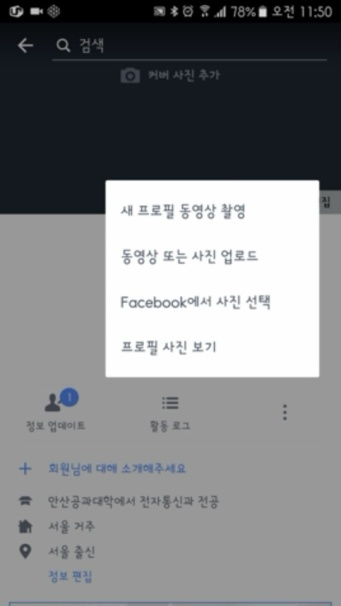 78% 오전 11:50
검색
커버 사진 추가
집
새 프로필 동영상 촬영
동영상 또는 사진 업로드
Facebook에서 사진 선택
프로필 사진 보기
1
정보 업데이트
활동 로그
회원님에 대해 소개해주세요
안산공과대학에서 전자통신과 전공
서울 거주
서울 출신
정보 편집